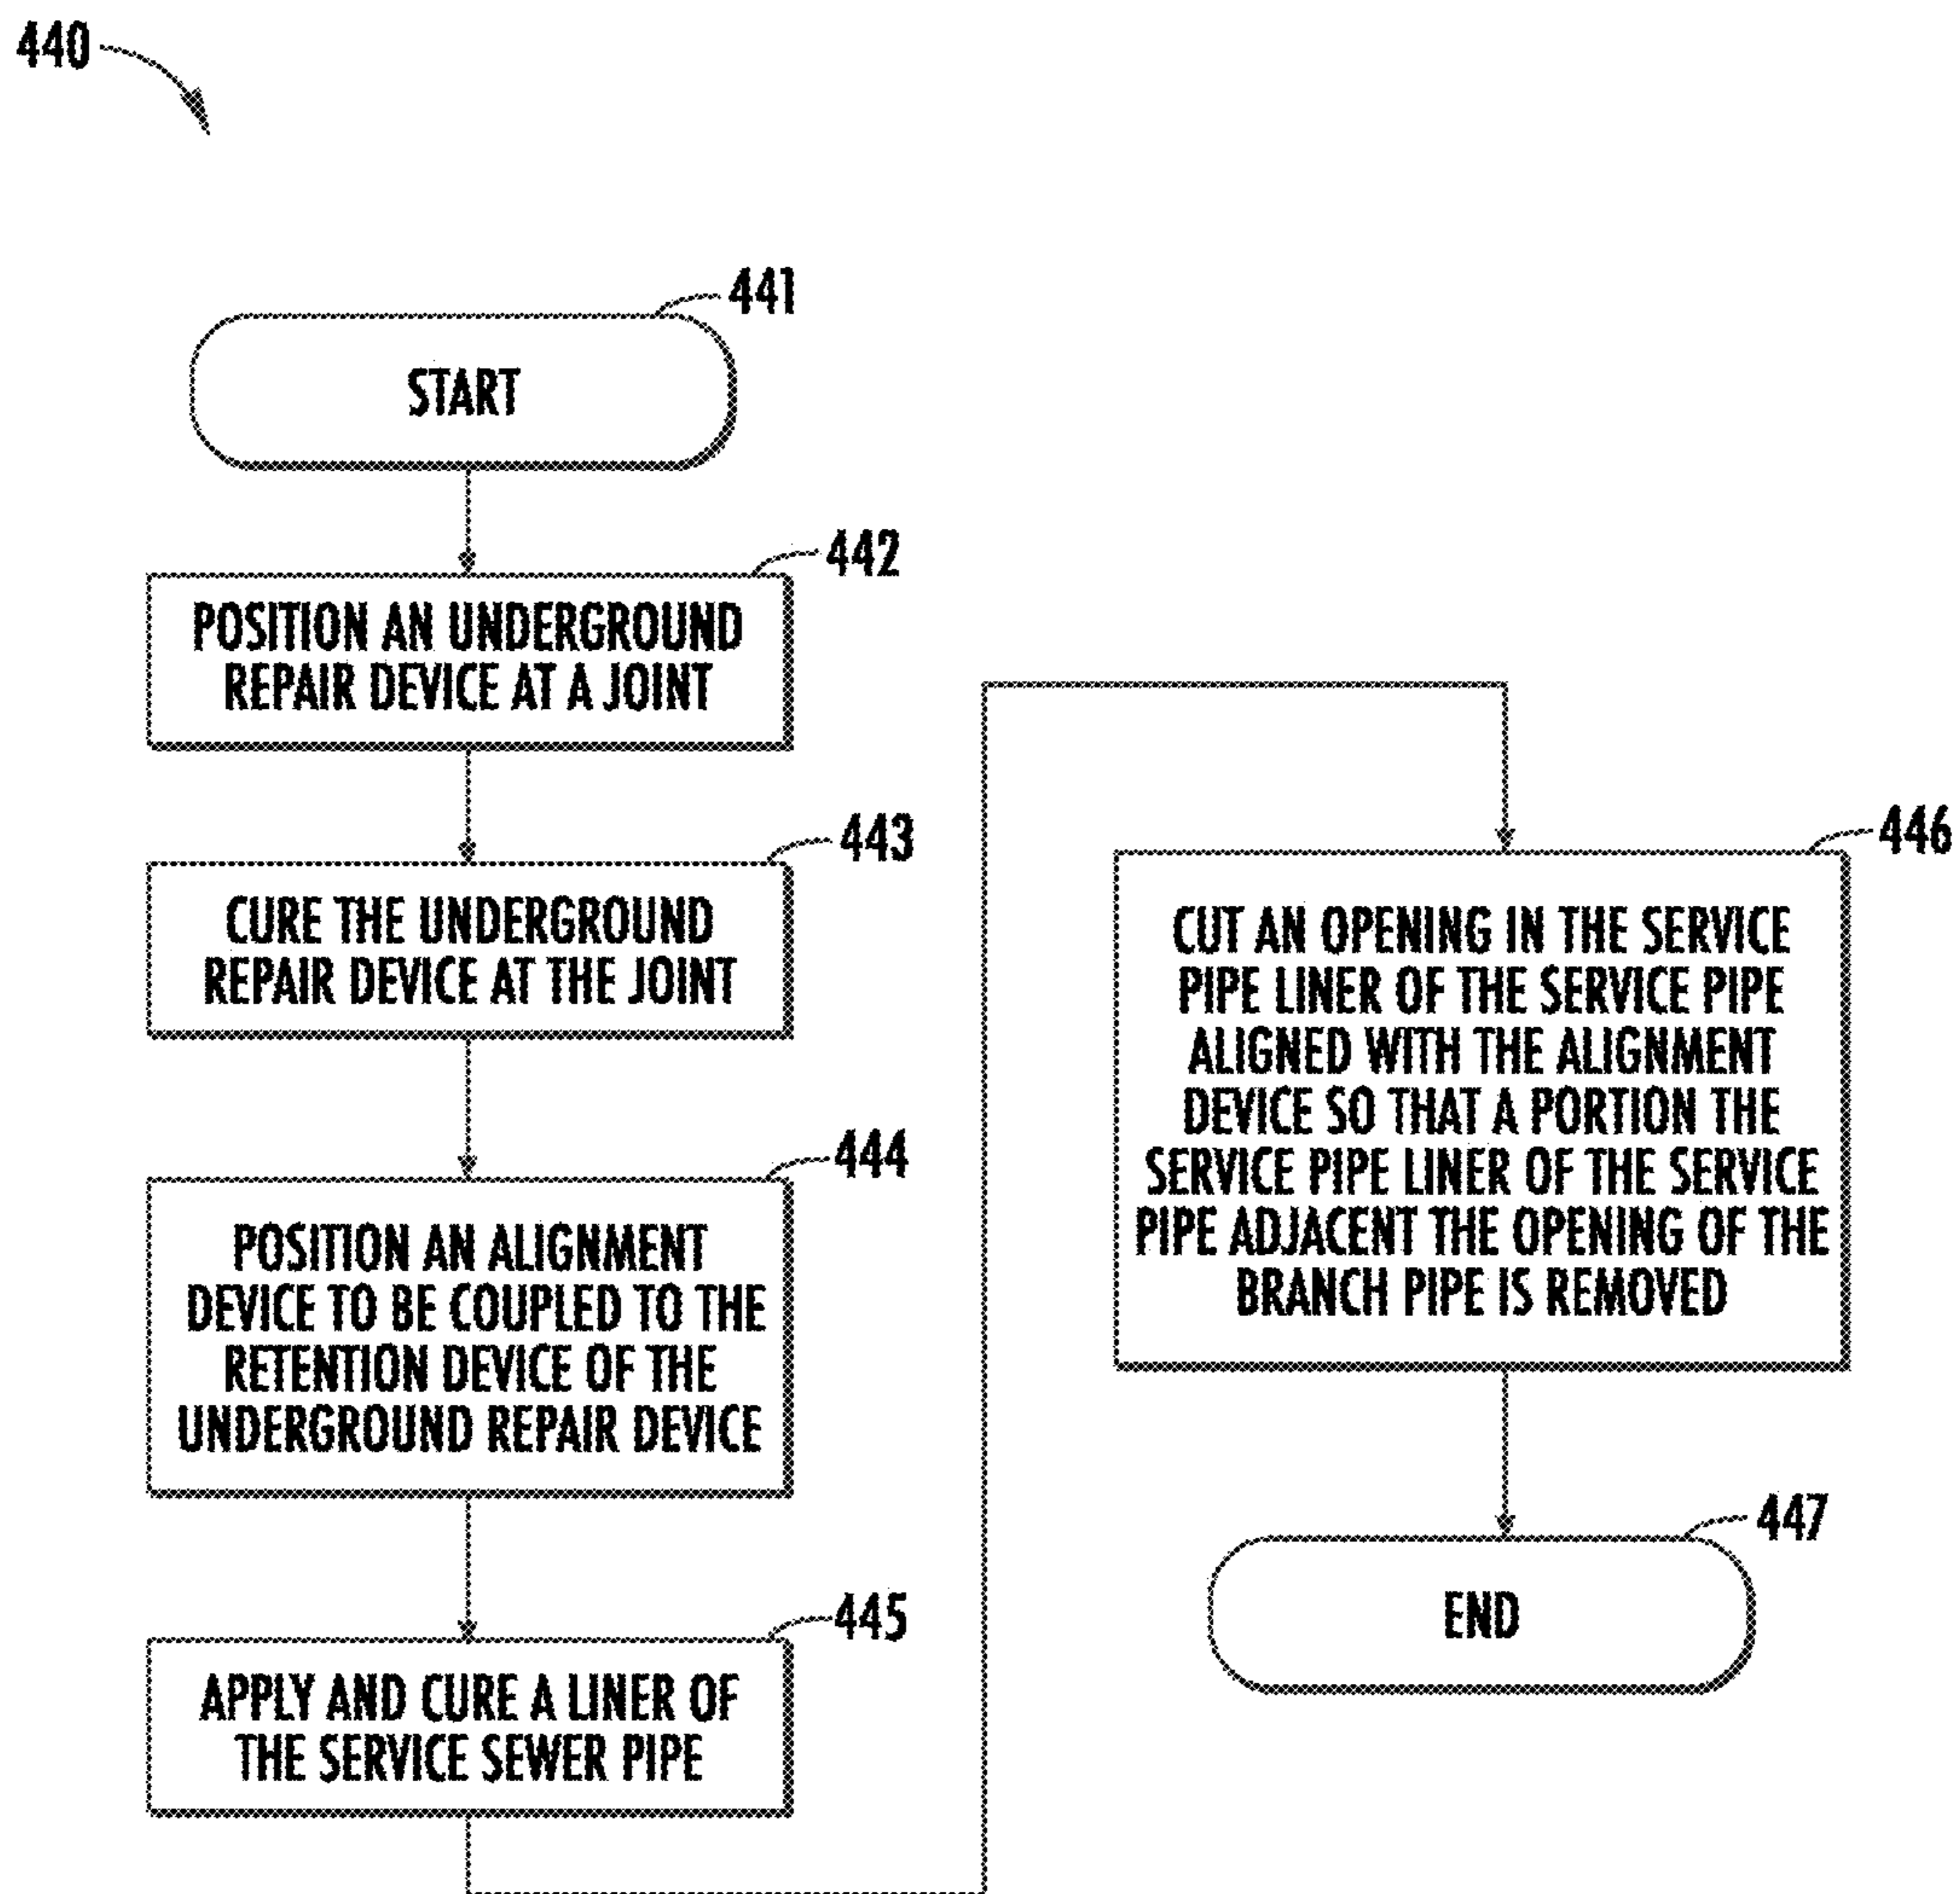 440
441
START
442
POSITION AN UNDERGROUND
REPAIR DEVICE AT A JOINT
443
CURE THE UNDERGROUND
REPAIR DEVICE AT THE JOINT
444
POSITION AN ALIGNMENT
DEVICE TO BE COUPLED TO THE
RETENTION DEVICE OF THE
UNDERGROUND REPAIR DEVICE
445
APPLY AND CURE A LINER OF
THE SERVICE SEWER PIPE
446
CUT AN OPENING IN THE SERVICE
PIPE LINER OF THE SERVICE PIPE
ALIGNED WITH THE ALIGNMENT
DEVICE SO THAT A PORTION THE
SERVICE PIPE LINER OF THE SERVICE
PIPE ADJACENT THE OPENING OF THE
BRANCH PIPE IS REMOVED
447
END